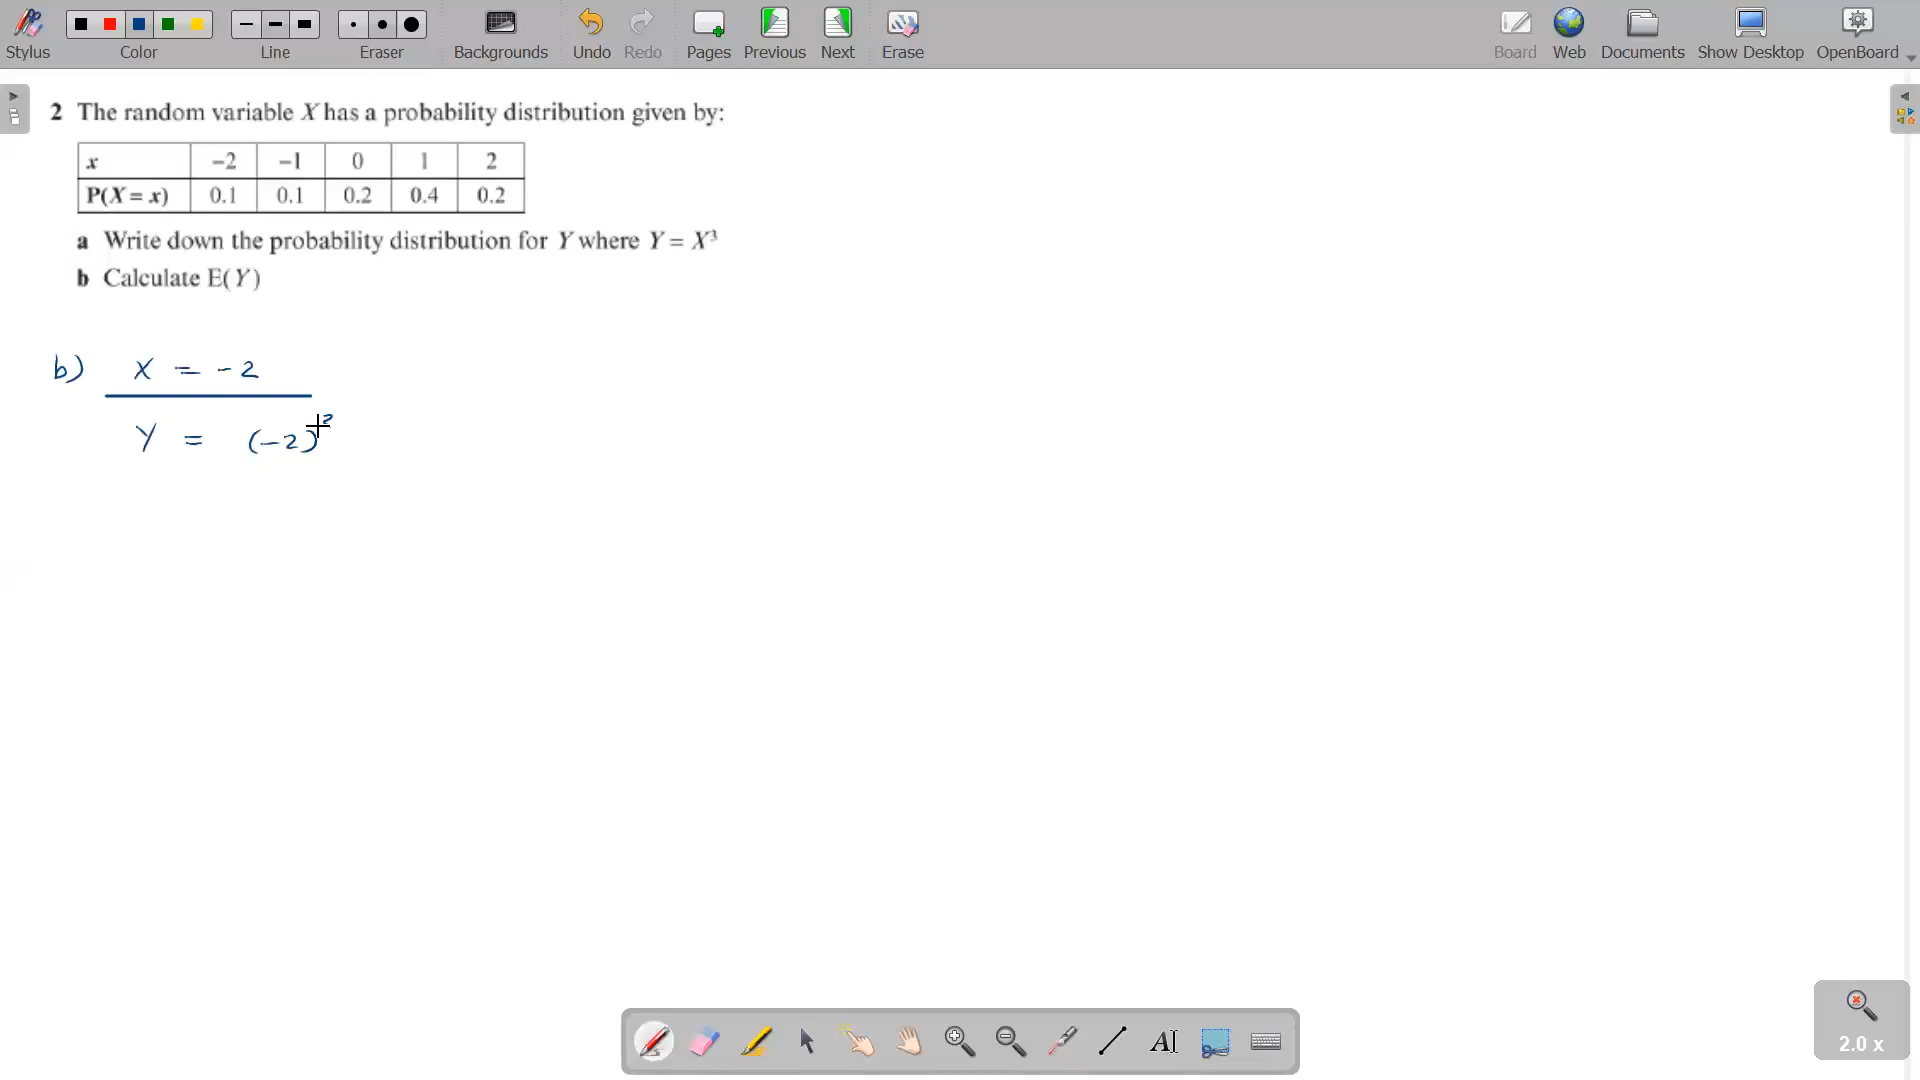 Stylus Color Line Eraser Backgrounds Undo Redo Pages Previous Next Erase Board Web Documents Show Desktop OpenBoard
2 The random variable X has a probability distribution given by:
x −2 −1 0 1 2
P(X = x) 0.1 0.1 0.2 0.4 0.2
a Write down the probability distribution for Y where Y = X³
b Calculate E(Y)
b) X = -2
Y = (-2)
2.0 x